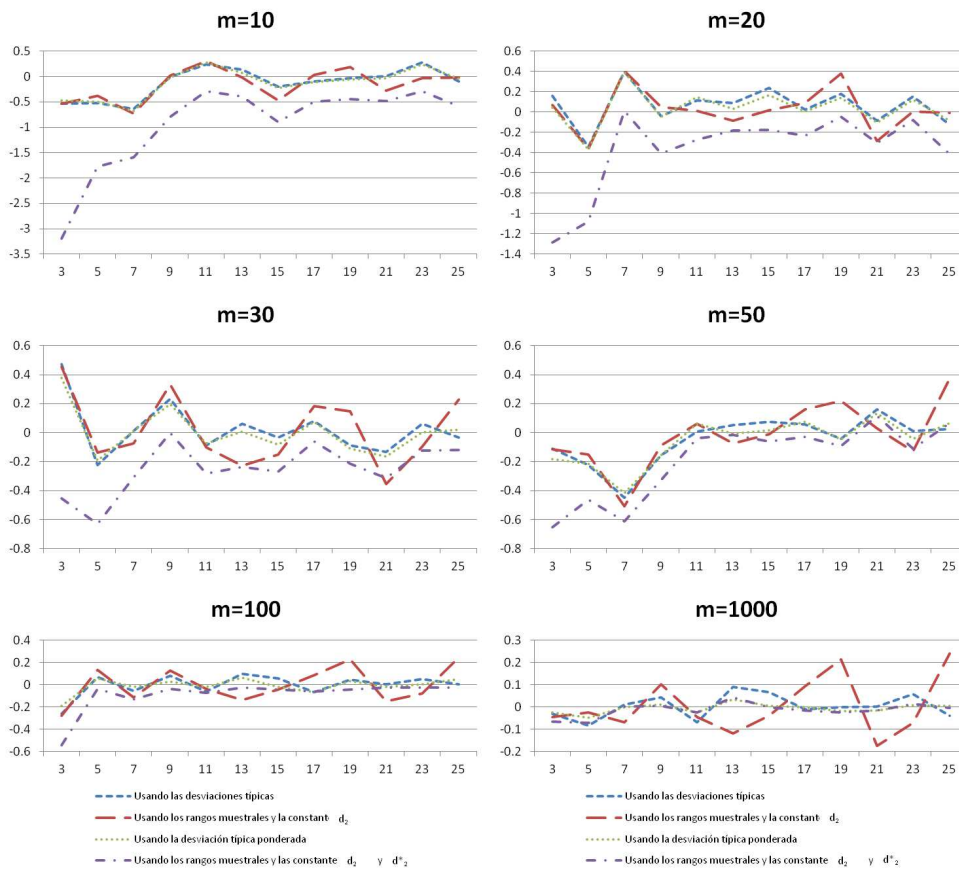 m=10
0.5
0
-0.5
-1
-1.5
-2
-2.5
-3
-3.5
3 5 7 9 11 13 15 17 19 21 23 25
m=20
0.6
0.4
0.2
0
-0.2
-0.4
-0.6
-0.8
-1
-1.2
-1.4
3 5 7 9 11 13 15 17 19 21 23 25
m=30
0.6
0.4
0.2
0
-0.2
-0.4
-0.6
-0.8
3 5 7 9 11 13 15 17 19 21 23 25
m=50
0.6
0.4
0.2
0
-0.2
-0.4
-0.6
-0.8
3 5 7 9 11 13 15 17 19 21 23 25
m=100
0.4
0.2
0
-0.2
-0.4
-0.6
3 5 7 9 11 13 15 17 19 21 23 25
Usando las desviaciones típicas
Usando los rangos muestrales y la constant d₂
Usando la desviación típica ponderada
Usando los rangos muestrales y las constante d₂ y d*₂
m=1000
0.3
0.2
0.1
0
-0.1
-0.2
3 5 7 9 11 13 15 17 19 21 23 25
Usando las desviaciones típicas
Usando los rangos muestrales y la constant d₂
Usando la desviación típica ponderada
Usando los rangos muestrales y las constante d₂ y d*₂